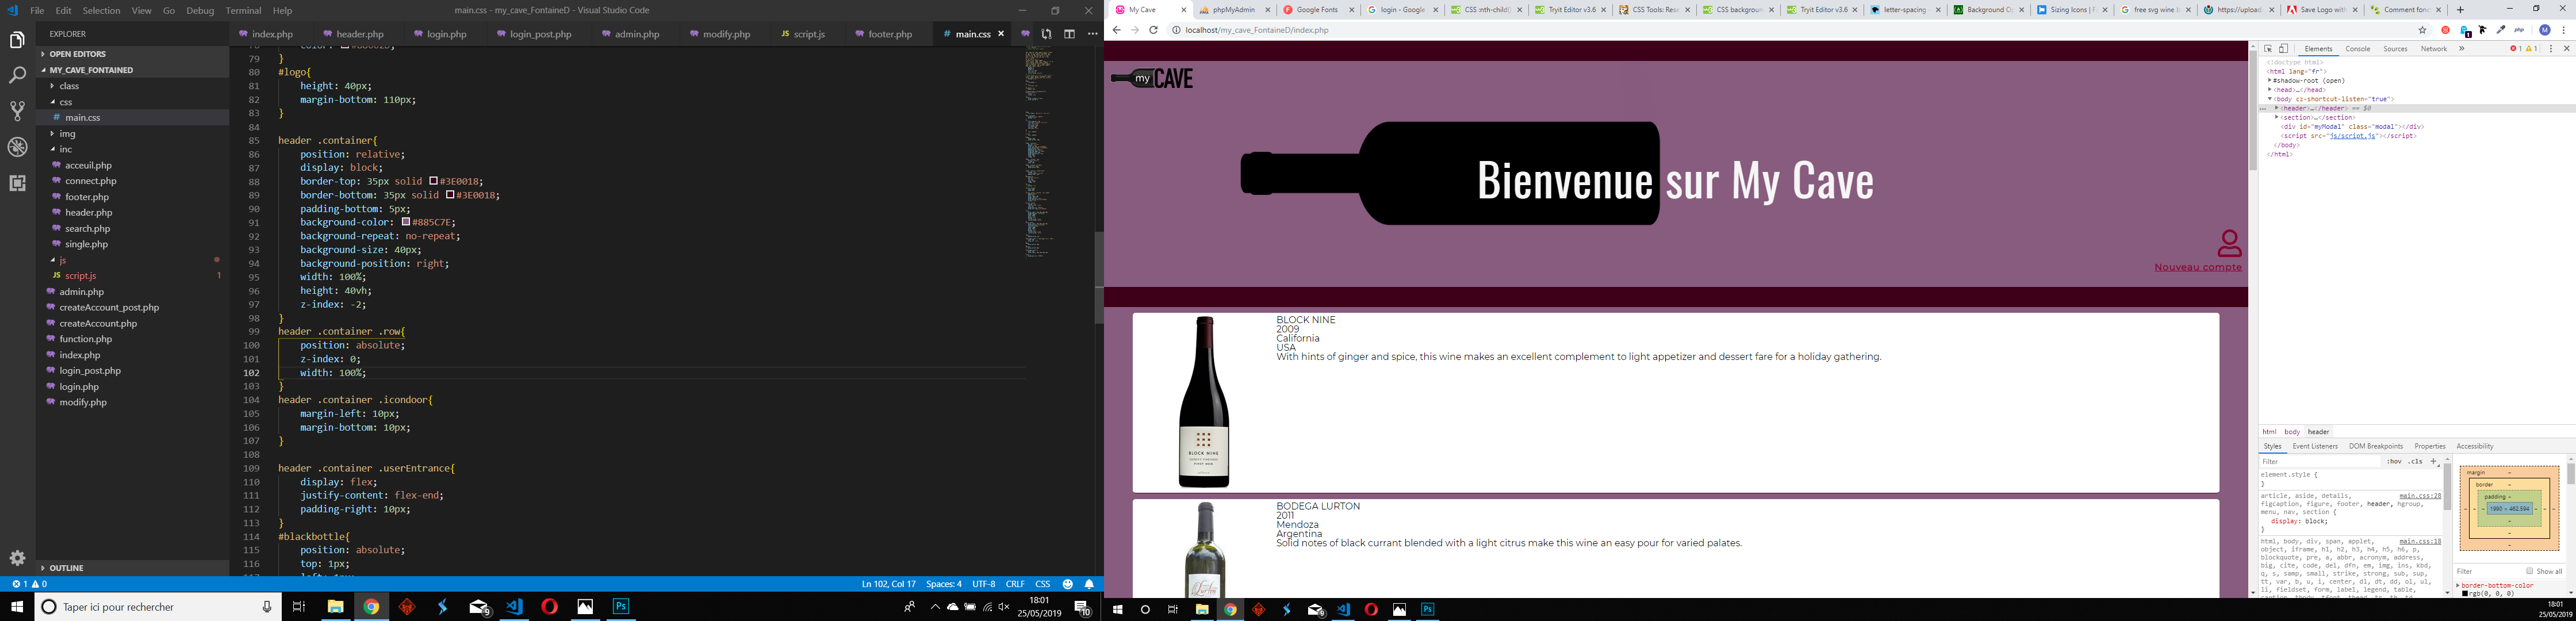 File Edit Selection View Go Debug Terminal Help
main.css - my_cave_FontaineD - Visual Studio Code
EXPLORER
OPEN EDITORS
MY_CAVE_FONTAINED
class
css
main.css
img
inc
acceuil.php
connect.php
footer.php
header.php
search.php
single.php
js
script.js 1
admin.php
createAccount_post.php
createAccount.php
function.php
index.php
login_post.php
login.php
modify.php
OUTLINE
index.php header.php login.php login_post.php admin.php modify.php script.js footer.php main.css
79 }
80 #logo{
81 height: 40px;
82 margin-bottom: 110px;
83 }
84
85 header .container{
86 position: relative;
87 display: block;
88 border-top: 35px solid #3E0018;
89 border-bottom: 35px solid #3E0018;
90 padding-bottom: 5px;
91 background-color: #885C7E;
92 background-repeat: no-repeat;
93 background-size: 40px;
94 background-position: right;
95 width: 100%;
96 height: 40vh;
97 z-index: -2;
98 }
99 header .container .row{
100 position: absolute;
101 z-index: 0;
102 width: 100%;
103 }
104 header .container .icondoor{
105 margin-left: 10px;
106 margin-bottom: 10px;
107 }
108
109 header .container .userEntrance{
110 display: flex;
111 justify-content: flex-end;
112 padding-right: 10px;
113 }
114 #blackbottle{
115 position: absolute;
116 top: 1px;
1 0
Ln 102, Col 17 Spaces: 4 UTF-8 CRLF CSS
Taper ici pour rechercher
18:01
25/05/2019
My Cave
phpMyAdmin
Google Fonts
login - Google
CSS :nth-child()
Tryit Editor v3.6
CSS Tools: Rese
CSS backgroun
Tryit Editor v3.6
letter-spacing
Background Co
Sizing Icons | Fo
free svg wine b
https://upload
Save Logo with
Comment fonc
localhost/my_cave_FontaineD/index.php
my CAVE
Bienvenue sur My Cave
Nouveau compte
BLOCK NINE
2009
California
USA
With hints of ginger and spice, this wine makes an excellent complement to light appetizer and dessert fare for a holiday gathering.
BLOCK NINE
PINOT NOIR
BODEGA LURTON
2011
Mendoza
Argentina
Solid notes of black currant blended with a light citrus make this wine an easy pour for varied palates.
Elements Console Sources Network
1 1
<!doctype html>
<html lang="fr">
#shadow-root (open)
<head>…</head>
<body cz-shortcut-listen="true">
<header>…</header> == $0
<section>…</section>
<div id="myModal" class="modal"></div>
<script src="js/script.js"></script>
</body>
</html>
html body header
Styles Event Listeners DOM Breakpoints Properties Accessibility
Filter :hov .cls +
element.style {
}
article, aside, details, main.css:28
figcaption, figure, footer, header, hgroup,
menu, nav, section {
display: block;
}
html, body, div, span, applet, main.css:18
object, iframe, h1, h2, h3, h4, h5, h6, p,
blockquote, pre, a, abbr, acronym, address,
big, cite, code, del, dfn, em, img, ins, kbd,
q, s, samp, small, strike, strong, sub, sup,
tt, var, b, u, i, center, dl, dt, dd, ol, ul,
li, fieldset, form, label, legend, table,
margin
border
padding
1990 × 462.594
Filter Show all
border-bottom-color
rgb(0, 0, 0)
18:01
25/05/2019